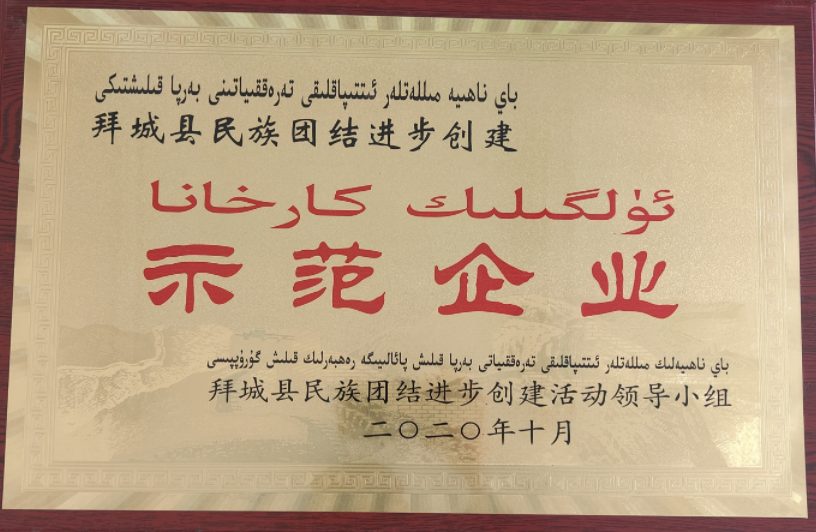 باي ناھىيە مىللەتلەر ئىتتىپاقلىقى تەرەققىياتىنى بەرپا قىلىشتىكى
拜城县民族团结进步创建
ئۈلگىلىك كارخانا
示范企业
باي ناھىيەلىك مىللەتلەر ئىتتىپاقلىقى تەرەققىياتى بەرپا قىلىش پائالىيىگە رەھبەرلىك قىلىش گۇرۇپپىسى
拜城县民族团结进步创建活动领导小组
二〇二〇年十月